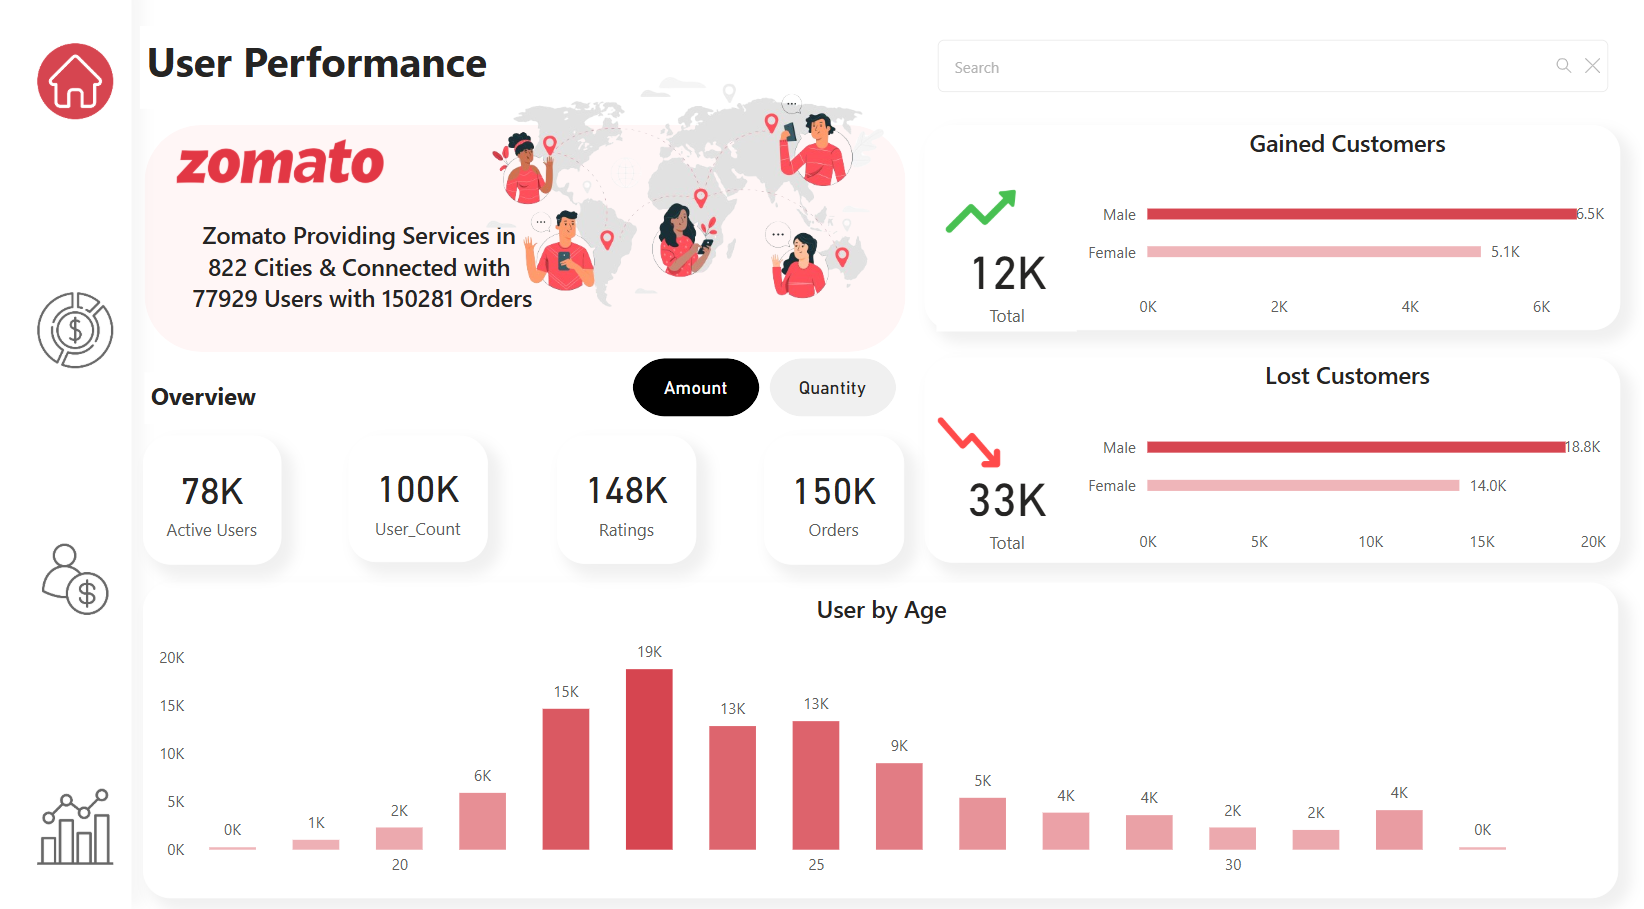 User Performance
Search
zomato
Zomato Providing Services in
822 Cities & Connected with
77929 Users with 150281 Orders
Gained Customers
12K
Total
Male 6.5K
Female 5.1K
0K 2K 4K 6K
Overview
Amount
Quantity
Lost Customers
33K
Total
Male 18.8K
Female 14.0K
0K 5K 10K 15K 20K
78K
Active Users
100K
User_Count
148K
Ratings
150K
Orders
User by Age
20K
15K
10K
5K
0K
0K 1K 2K 6K 15K 19K 13K 13K 9K 5K 4K 4K 2K 2K 4K 0K
20 25 30